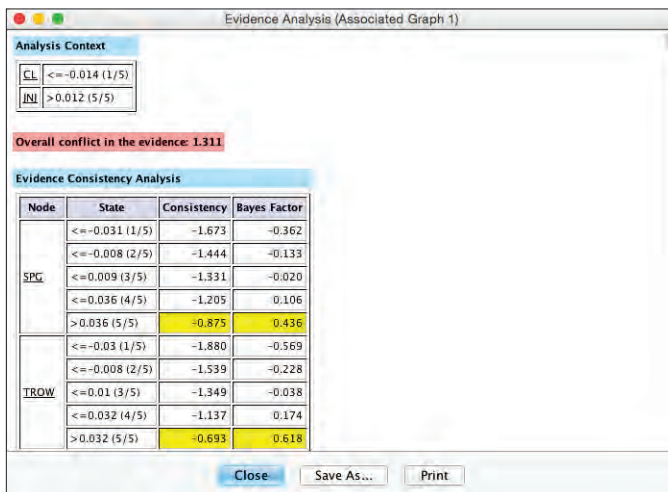 Evidence Analysis (Associated Graph 1)
Analysis Context
CL <=-0.014 (1/5)
JNJ >0.012 (5/5)
Overall conflict in the evidence: 1.311
Evidence Consistency Analysis
Node State Consistency Bayes Factor
<=-0.031 (1/5) -1.673 -0.362
<=-0.008 (2/5) -1.444 -0.133
SPG <=0.009 (3/5) -1.331 -0.020
<=0.036 (4/5) -1.205 0.106
>0.036 (5/5) -0.875 0.436
<=-0.03 (1/5) -1.880 -0.569
<=-0.008 (2/5) -1.539 -0.228
TROW <=0.01 (3/5) -1.349 -0.038
<=0.032 (4/5) -1.137 0.174
>0.032 (5/5) -0.693 0.618
Close Save As... Print